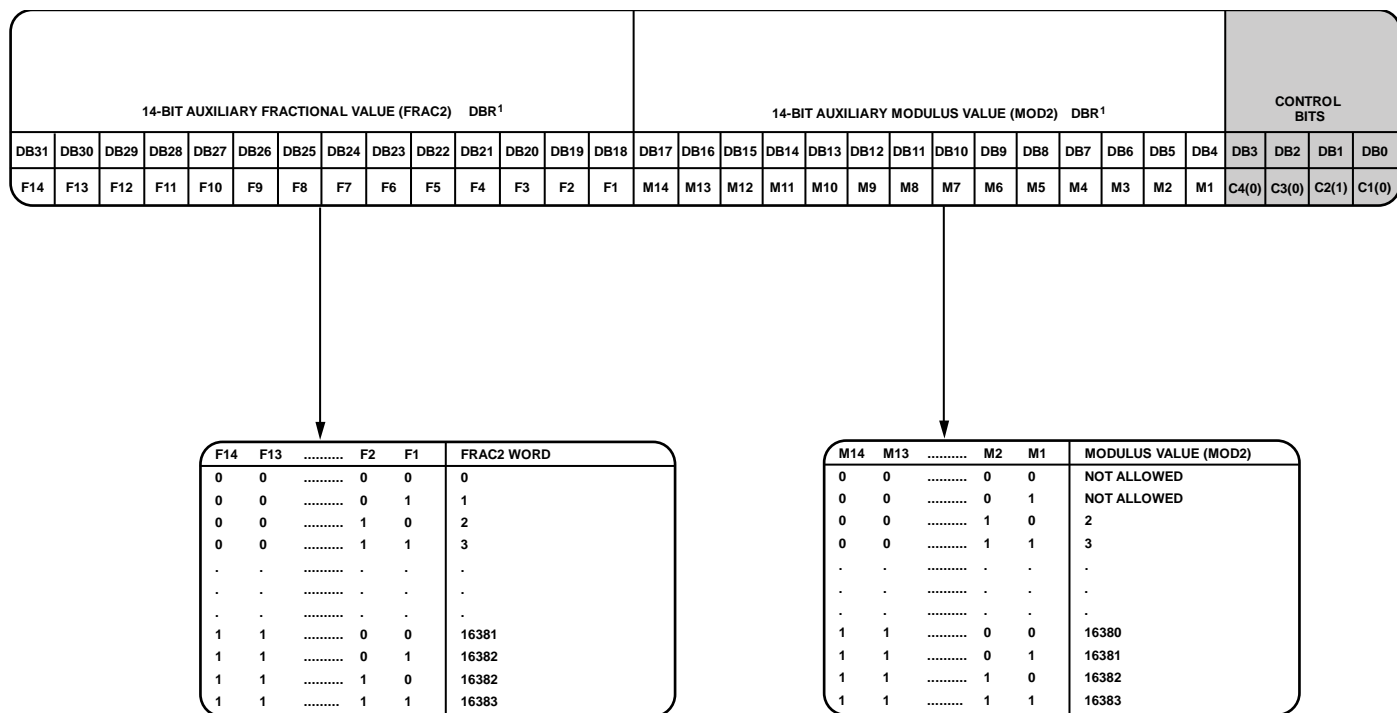 14-BIT AUXILIARY FRACTIONAL VALUE (FRAC2) DBR1
14-BIT AUXILIARY MODULUS VALUE (MOD2) DBR1
CONTROL
BITS
DB31 DB30 DB29 DB28 DB27 DB26 DB25 DB24 DB23 DB22 DB21 DB20 DB19 DB18 DB17 DB16 DB15 DB14 DB13 DB12 DB11 DB10 DB9 DB8 DB7 DB6 DB5 DB4 DB3 DB2 DB1 DB0
F14 F13 F12 F11 F10 F9 F8 F7 F6 F5 F4 F3 F2 F1 M14 M13 M12 M11 M10 M9 M8 M7 M6 M5 M4 M3 M2 M1 C4(0) C3(0) C2(1) C1(0)
F14 F13 .......... F2 F1 FRAC2 WORD
0 0 .......... 0 0 0
0 0 .......... 0 1 1
0 0 .......... 1 0 2
0 0 .......... 1 1 3
. . .......... . . .
. . .......... . . .
. . .......... . . .
1 1 .......... 0 0 16381
1 1 .......... 0 1 16382
1 1 .......... 1 0 16382
1 1 ......... 1 1 16383
M14 M13 .......... M2 M1 MODULUS VALUE (MOD2)
0 0 .......... 0 0 NOT ALLOWED
0 0 .......... 0 1 NOT ALLOWED
0 0 .......... 1 0 2
0 0 .......... 1 1 3
. . .......... . . .
. . .......... . . .
. . .......... . . .
1 1 .......... 0 0 16380
1 1 .......... 0 1 16381
1 1 .......... 1 0 16382
1 1 ......... 1 1 16383